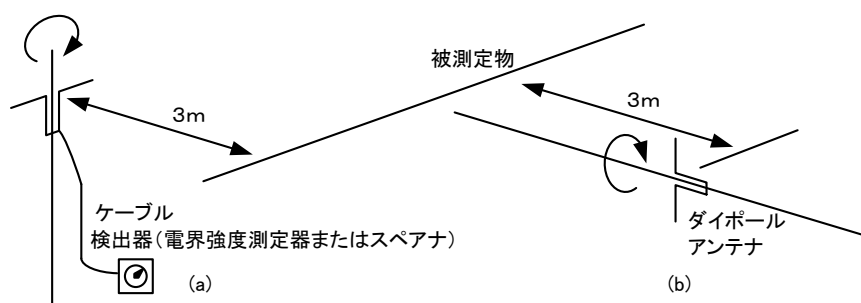 被測定物
3m
3m
ケーブル
検出器(電界強度測定器またはスペアナ)
ダイポール
アンテナ
(a)
(b)